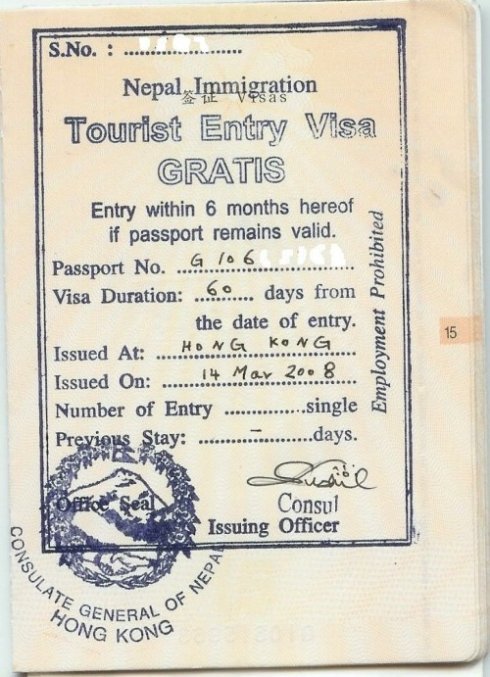 S.No. :
Nepal Immigration
签证 Visas
Tourist Entry Visa
GRATIS
Entry within 6 months hereof
if passport remains valid.
Passport No. G 106
Visa Duration: 60 days from
the date of entry.
Issued At: HONG KONG
Issued On: 14 Mar 2008
Number of Entry ..............single
Previous Stay: ..........-..........days.
Employment Prohibited
Office Seal
Consul
Issuing Officer
CONSULATE GENERAL OF NEPAL
HONG KONG
15